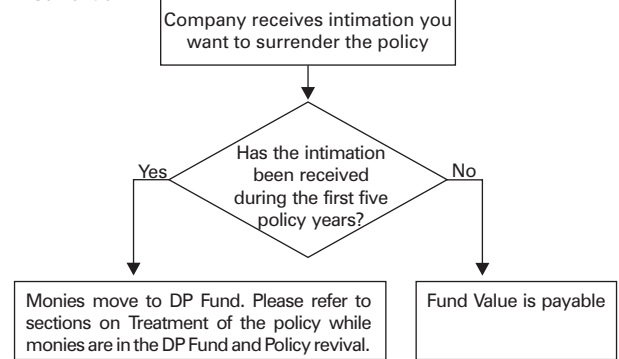 Company receives intimation you
want to surrender the policy
Has the intimation
been received
during the first five
policy years?
Yes
No
Monies move to DP Fund. Please refer to
sections on Treatment of the policy while
monies are in the DP Fund and Policy revival.
Fund Value is payable